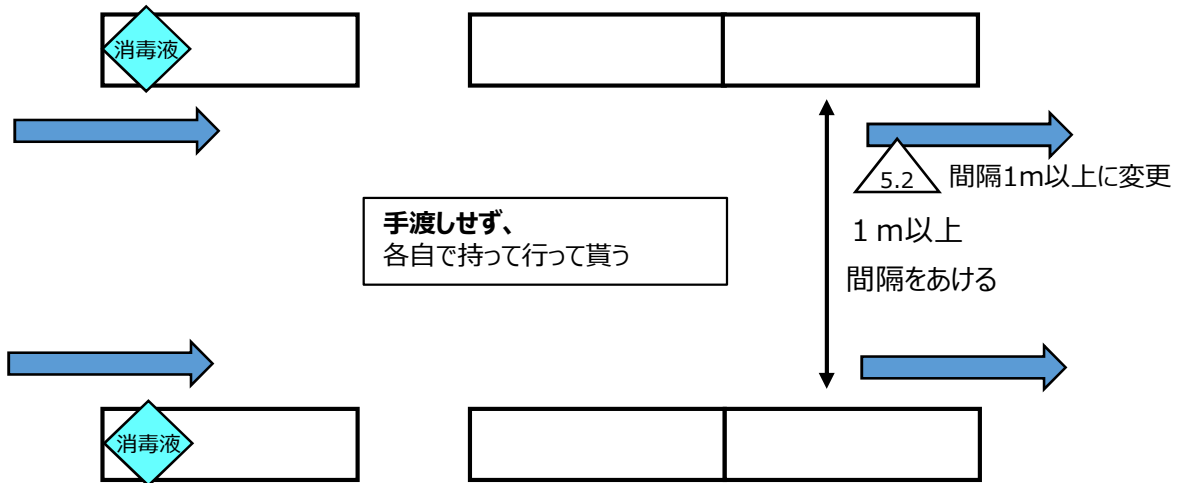 消毒液
5.2
間隔1m以上に変更
手渡しせず、
各自で持って行って貰う
１ｍ以上
間隔をあける
消毒液